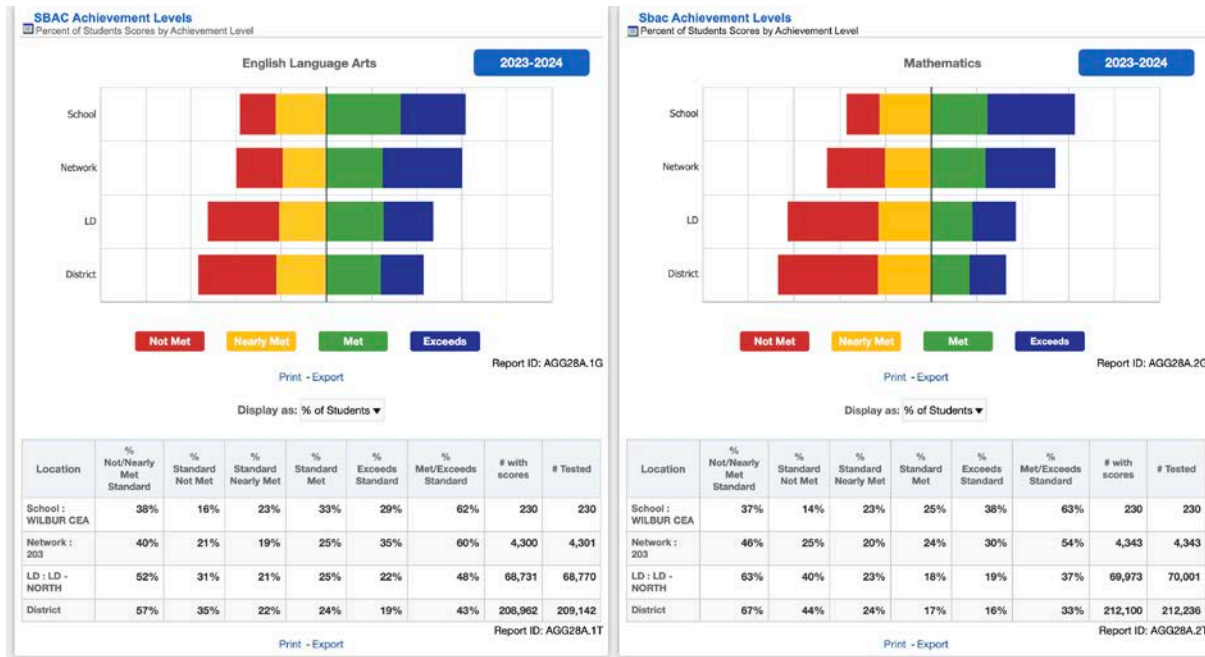 SBAC Achievement Levels
Percent of Students Scores by Achievement Level
English Language Arts
2023-2024
School
Network
LD
District
Not Met Nearly Met Met Exceeds
Report ID: AGG28A.1G
Print - Export
Display as: % of Students ▼
Location % Not/Nearly Met Standard % Standard Not Met % Standard Nearly Met % Standard Met % Exceeds Standard % Met/Exceeds Standard # with scores # Tested
School : WILBUR CEA 38% 16% 23% 33% 29% 62% 230 230
Network : 203 40% 21% 19% 25% 35% 60% 4,300 4,301
LD : LD - NORTH 52% 31% 21% 25% 22% 48% 68,731 68,770
District 57% 35% 22% 24% 19% 43% 208,962 209,142
Report ID: AGG28A.1T
Print - Export
Sbac Achievement Levels
Percent of Students Scores by Achievement Level
Mathematics
2023-2024
School
Network
LD
District
Not Met Nearly Met Met Exceeds
Report ID: AGG28A.2G
Print - Export
Display as: % of Students ▼
Location % Not/Nearly Met Standard % Standard Not Met % Standard Nearly Met % Standard Met % Exceeds Standard % Met/Exceeds Standard # with scores # Tested
School : WILBUR CEA 37% 14% 23% 25% 38% 63% 230 230
Network : 203 46% 25% 20% 24% 30% 54% 4,343 4,343
LD : LD - NORTH 63% 40% 23% 18% 19% 37% 69,973 70,001
District 67% 44% 24% 17% 16% 33% 212,100 212,236
Report ID: AGG28A.2T
Print - Export